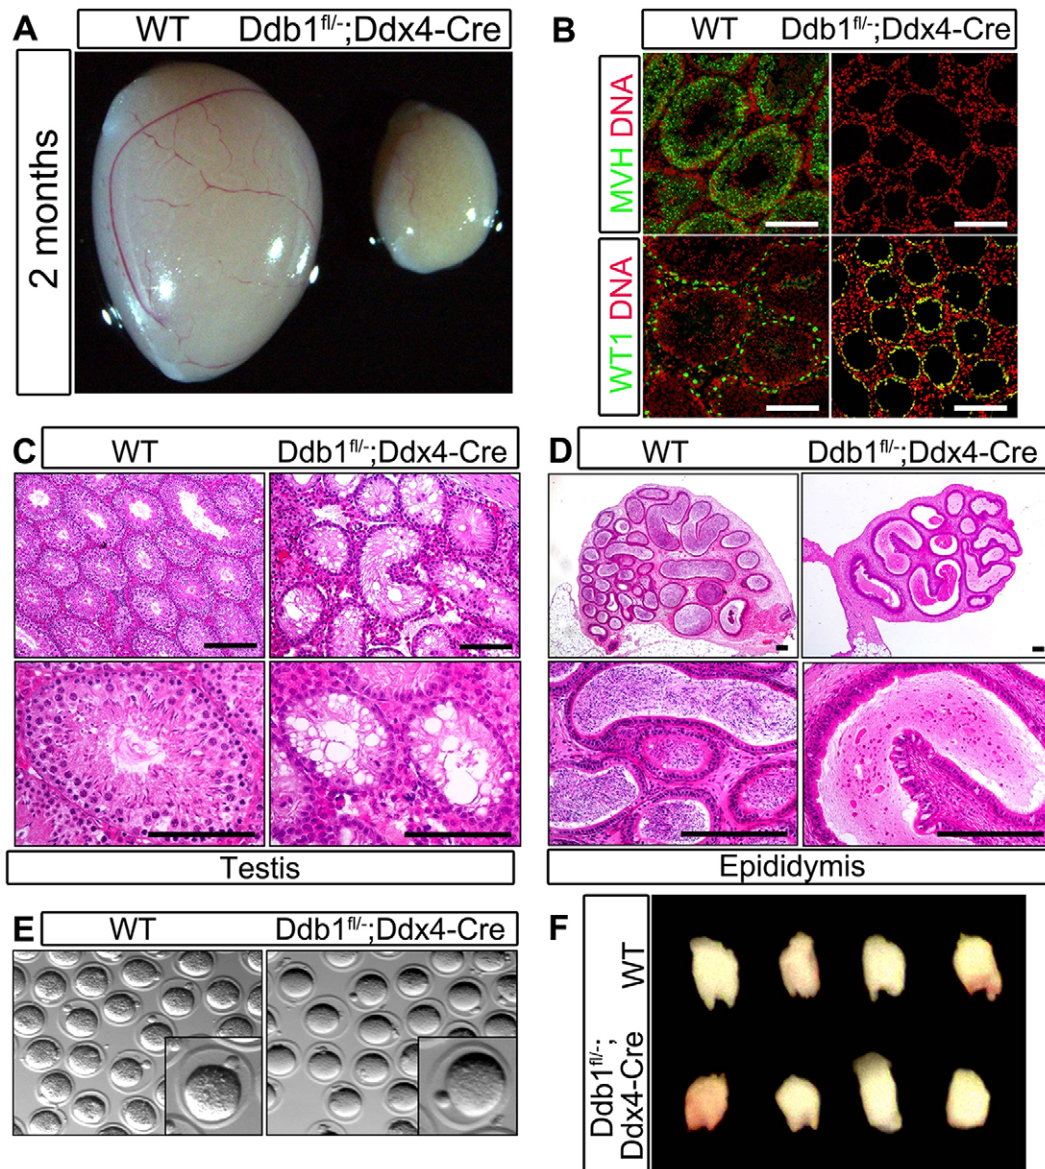 A
WT Ddb1fl/-;Ddx4-Cre
2 months
B
WT Ddb1fl/-;Ddx4-Cre
MVH DNA
WT1 DNA
C
WT Ddb1fl/-;Ddx4-Cre
Testis
D
WT Ddb1fl/-;Ddx4-Cre
Epididymis
E
WT Ddb1fl/-;Ddx4-Cre
F
WT
Ddb1fl/-;
Ddx4-Cre